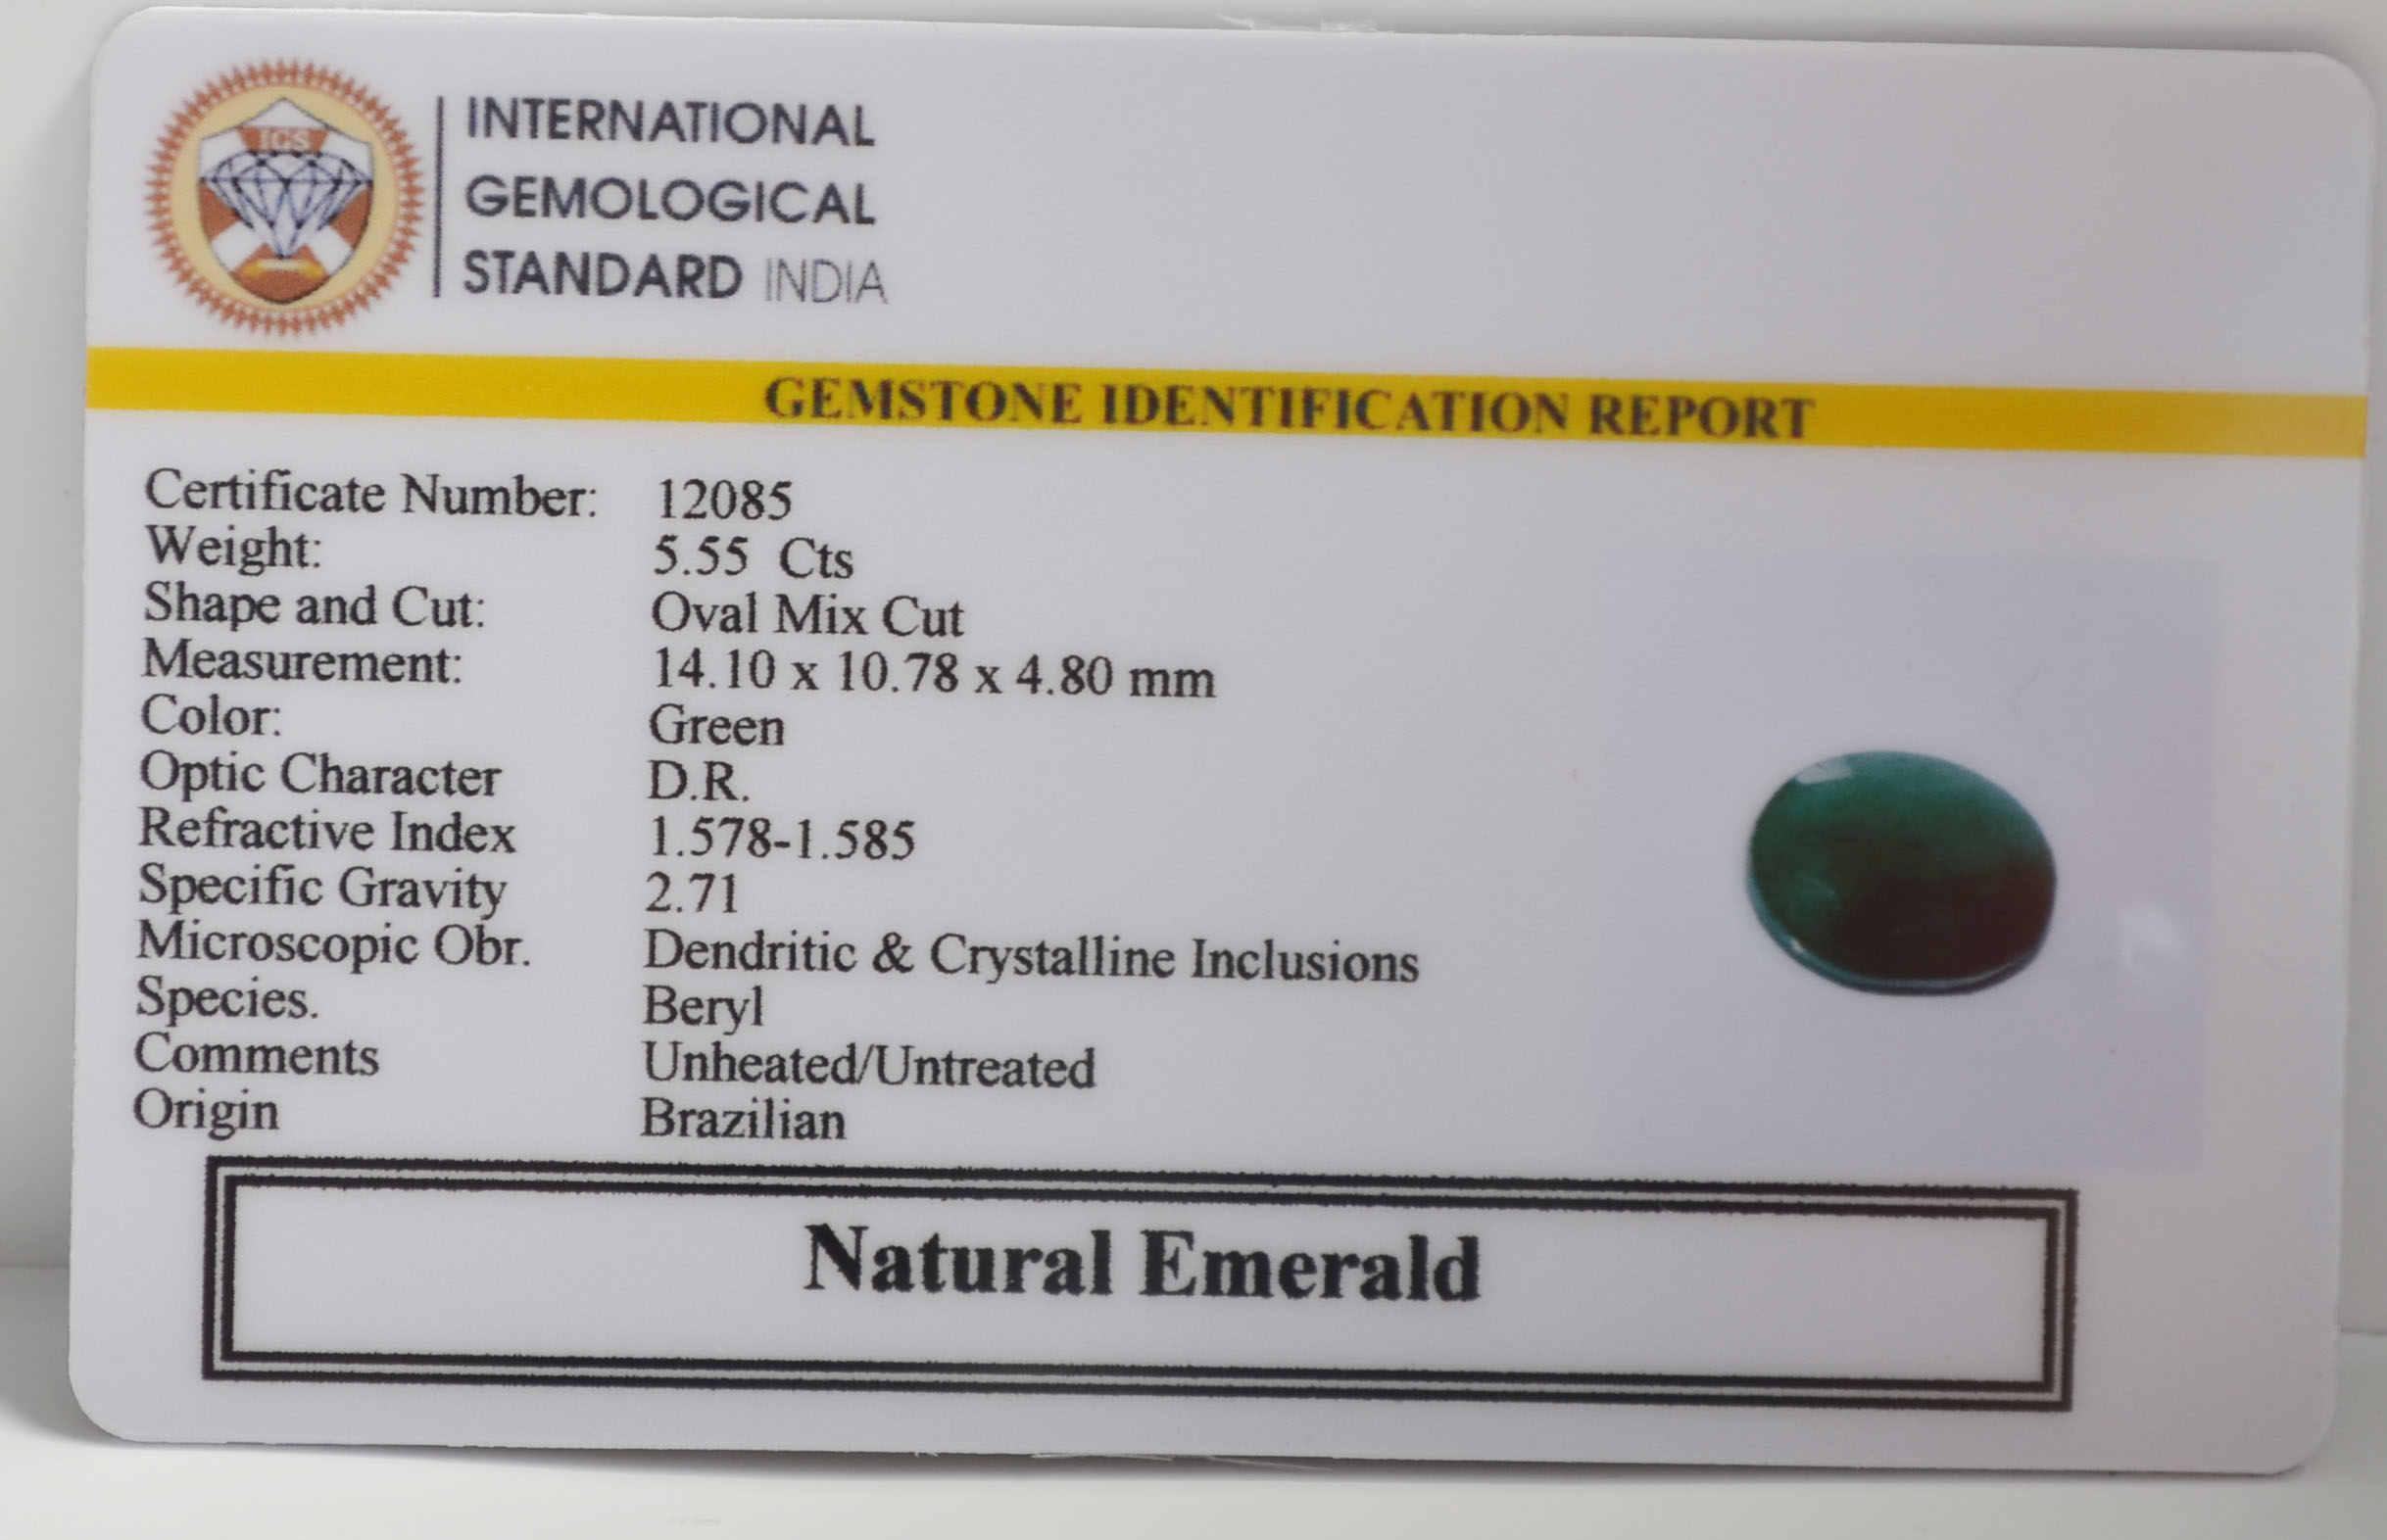 IGS
INTERNATIONAL
GEMOLOGICAL
STANDARD INDIA
GEMSTONE IDENTIFICATION REPORT
Certificate Number: 12085
Weight: 5.55 Cts
Shape and Cut: Oval Mix Cut
Measurement: 14.10 x 10.78 x 4.80 mm
Color: Green
Optic Character D.R.
Refractive Index 1.578-1.585
Specific Gravity 2.71
Microscopic Obr. Dendritic & Crystalline Inclusions
Species. Beryl
Comments Unheated/Untreated
Origin Brazilian
Natural Emerald